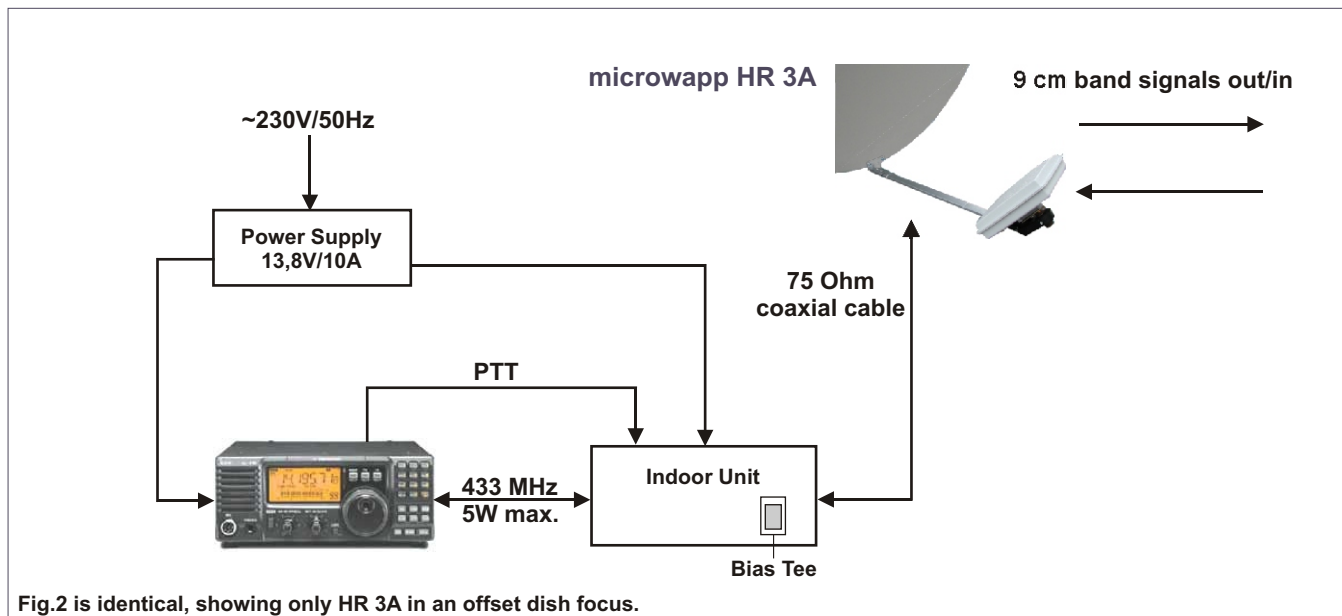 microwapp HR 3A
9 cm band signals out/in
~230V/50Hz
Power Supply
13,8V/10A
75 Ohm
coaxial cable
PTT
433 MHz
5W max.
Indoor Unit
Bias Tee
Fig.2 is identical, showing only HR 3A in an offset dish focus.